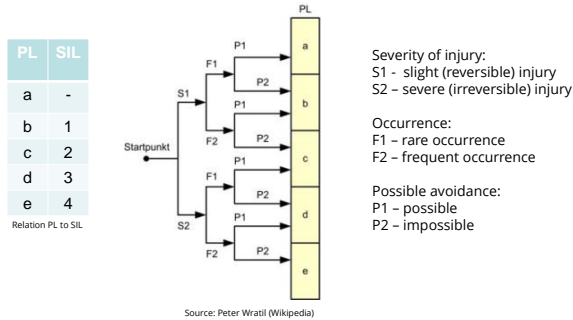 PL SIL
a -
b 1
c 2
d 3
e 4
Relation PL to SIL
PL
P1
a
F1
P2
S1
P1
b
F2
P2
Startpunkt
c
P1
F1
P2
S2
P1
d
F2
P2
e
Source: Peter Wratil (Wikipedia)
Severity of injury:
S1 - slight (reversible) injury
S2 – severe (irreversible) injury
Occurrence:
F1 – rare occurrence
F2 – frequent occurrence
Possible avoidance:
P1 – possible
P2 – impossible